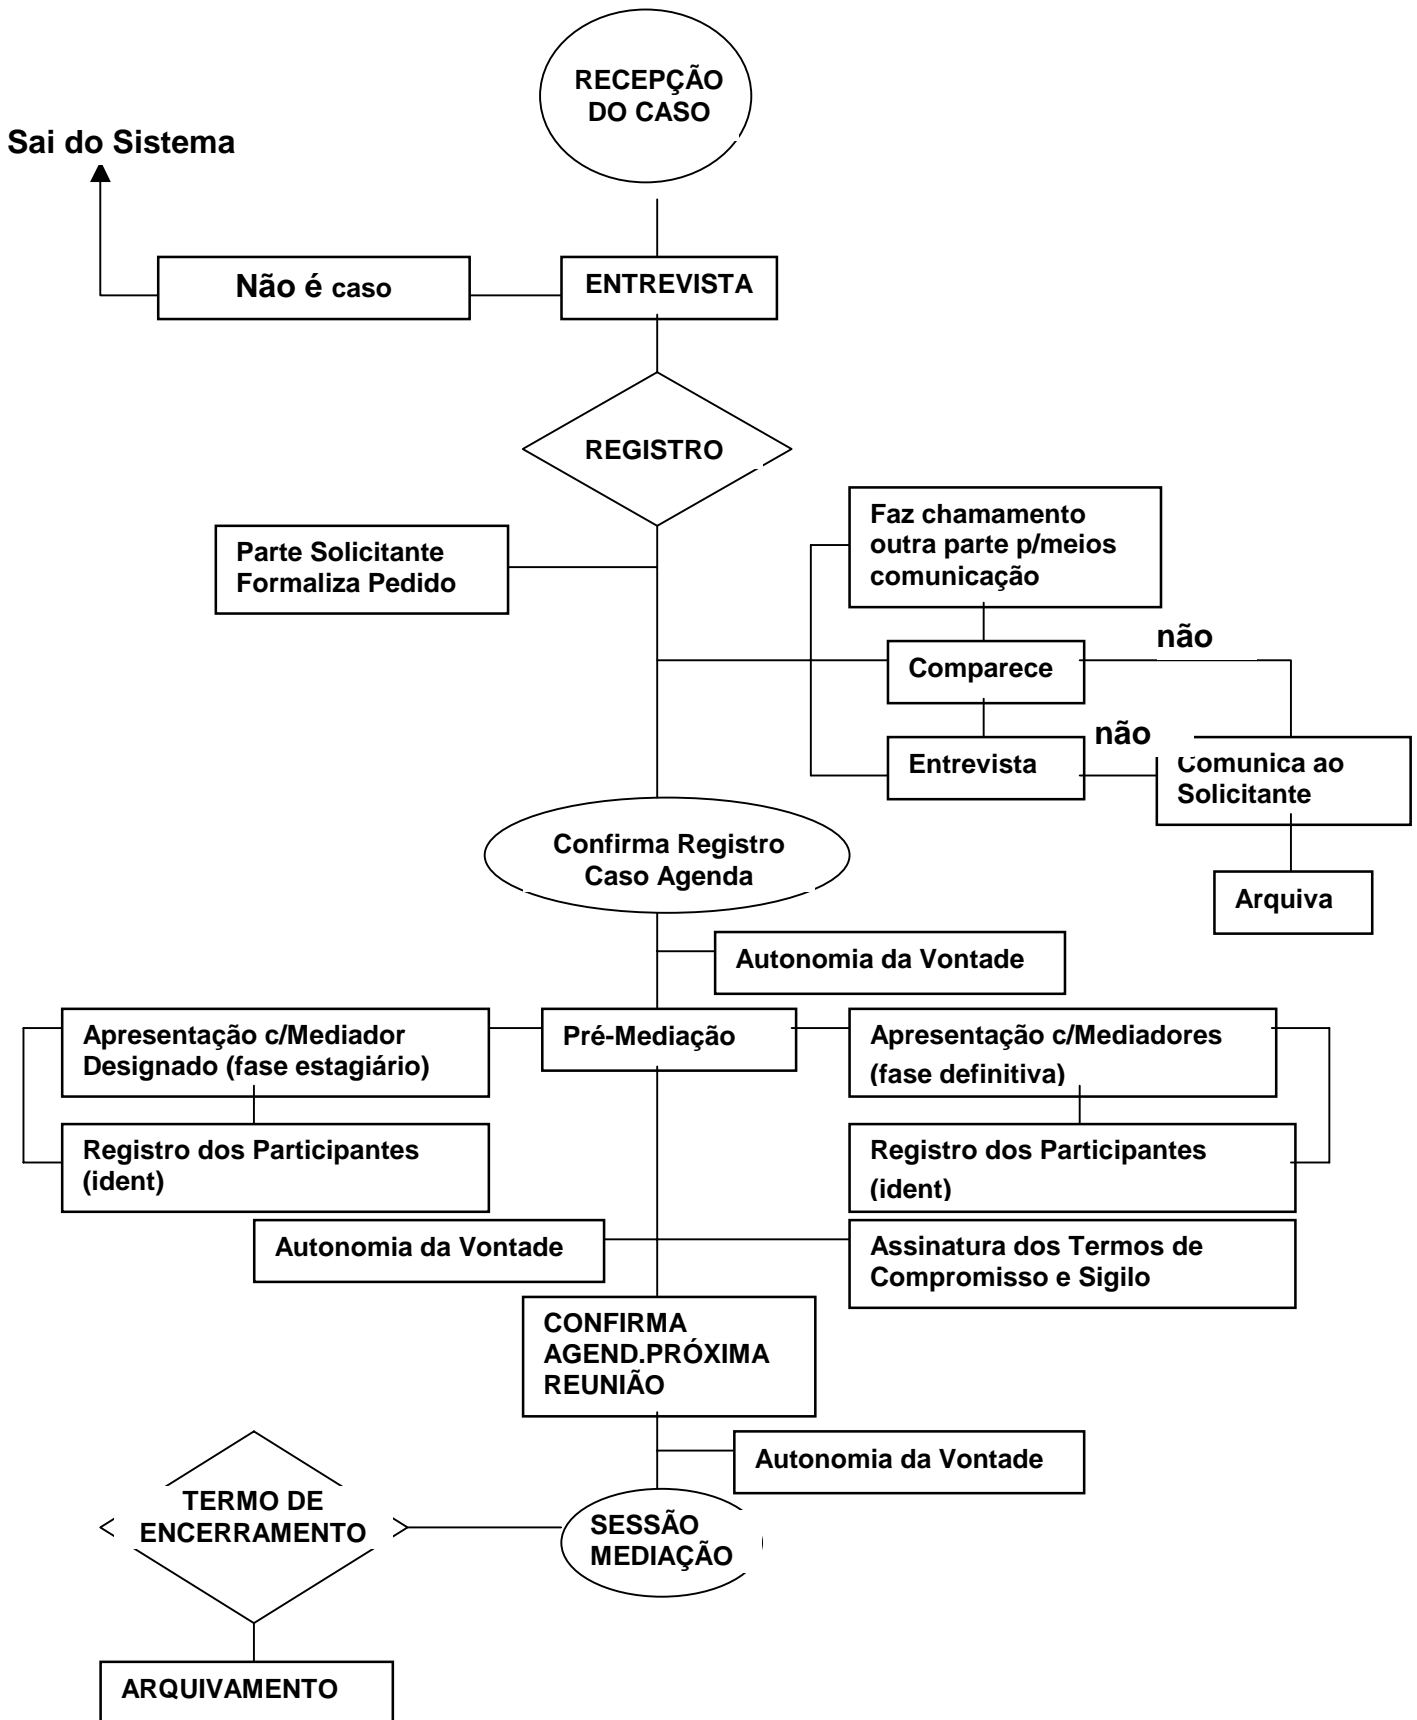 RECEPÇÃO
DO CASO
Sai do Sistema
Não é caso
ENTREVISTA
REGISTRO
Faz chamamento
outra parte p/meios
comunicação
Parte Solicitante
Formaliza Pedido
não
Comparece
não
Entrevista
Comunica ao
Solicitante
Confirma Registro
Caso Agenda
Arquiva
Autonomia da Vontade
Apresentação c/Mediador
Designado (fase estagiário)
Pré-Mediação
Apresentação c/Mediadores
(fase definitiva)
Registro dos Participantes
(ident)
Registro dos Participantes
(ident)
Autonomia da Vontade
Assinatura dos Termos de
Compromisso e Sigilo
CONFIRMA
AGEND.PRÓXIMA
REUNIÃO
Autonomia da Vontade
TERMO DE
ENCERRAMENTO
SESSÃO
MEDIAÇÃO
ARQUIVAMENTO